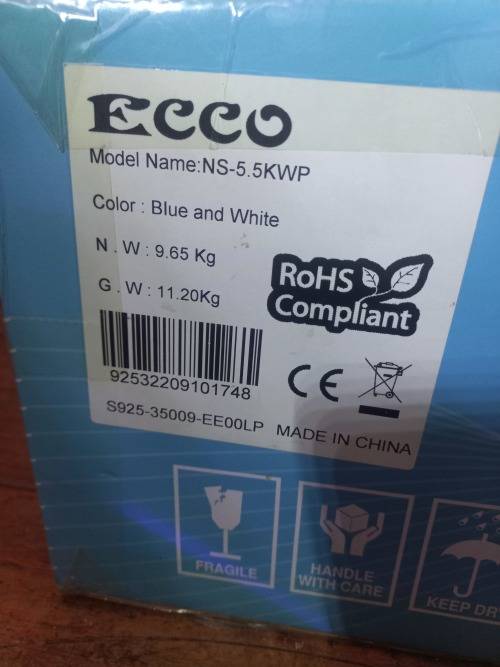 ECCO
Model Name:NS-5.5KWP
Color : Blue and White
N . W : 9.65 Kg
G . W : 11.20Kg
RoHS
Compliant
92532209101748
CE
S925-35009-EE00LP MADE IN CHINA
FRAGILE
HANDLE
WITH CARE
KEEP DR